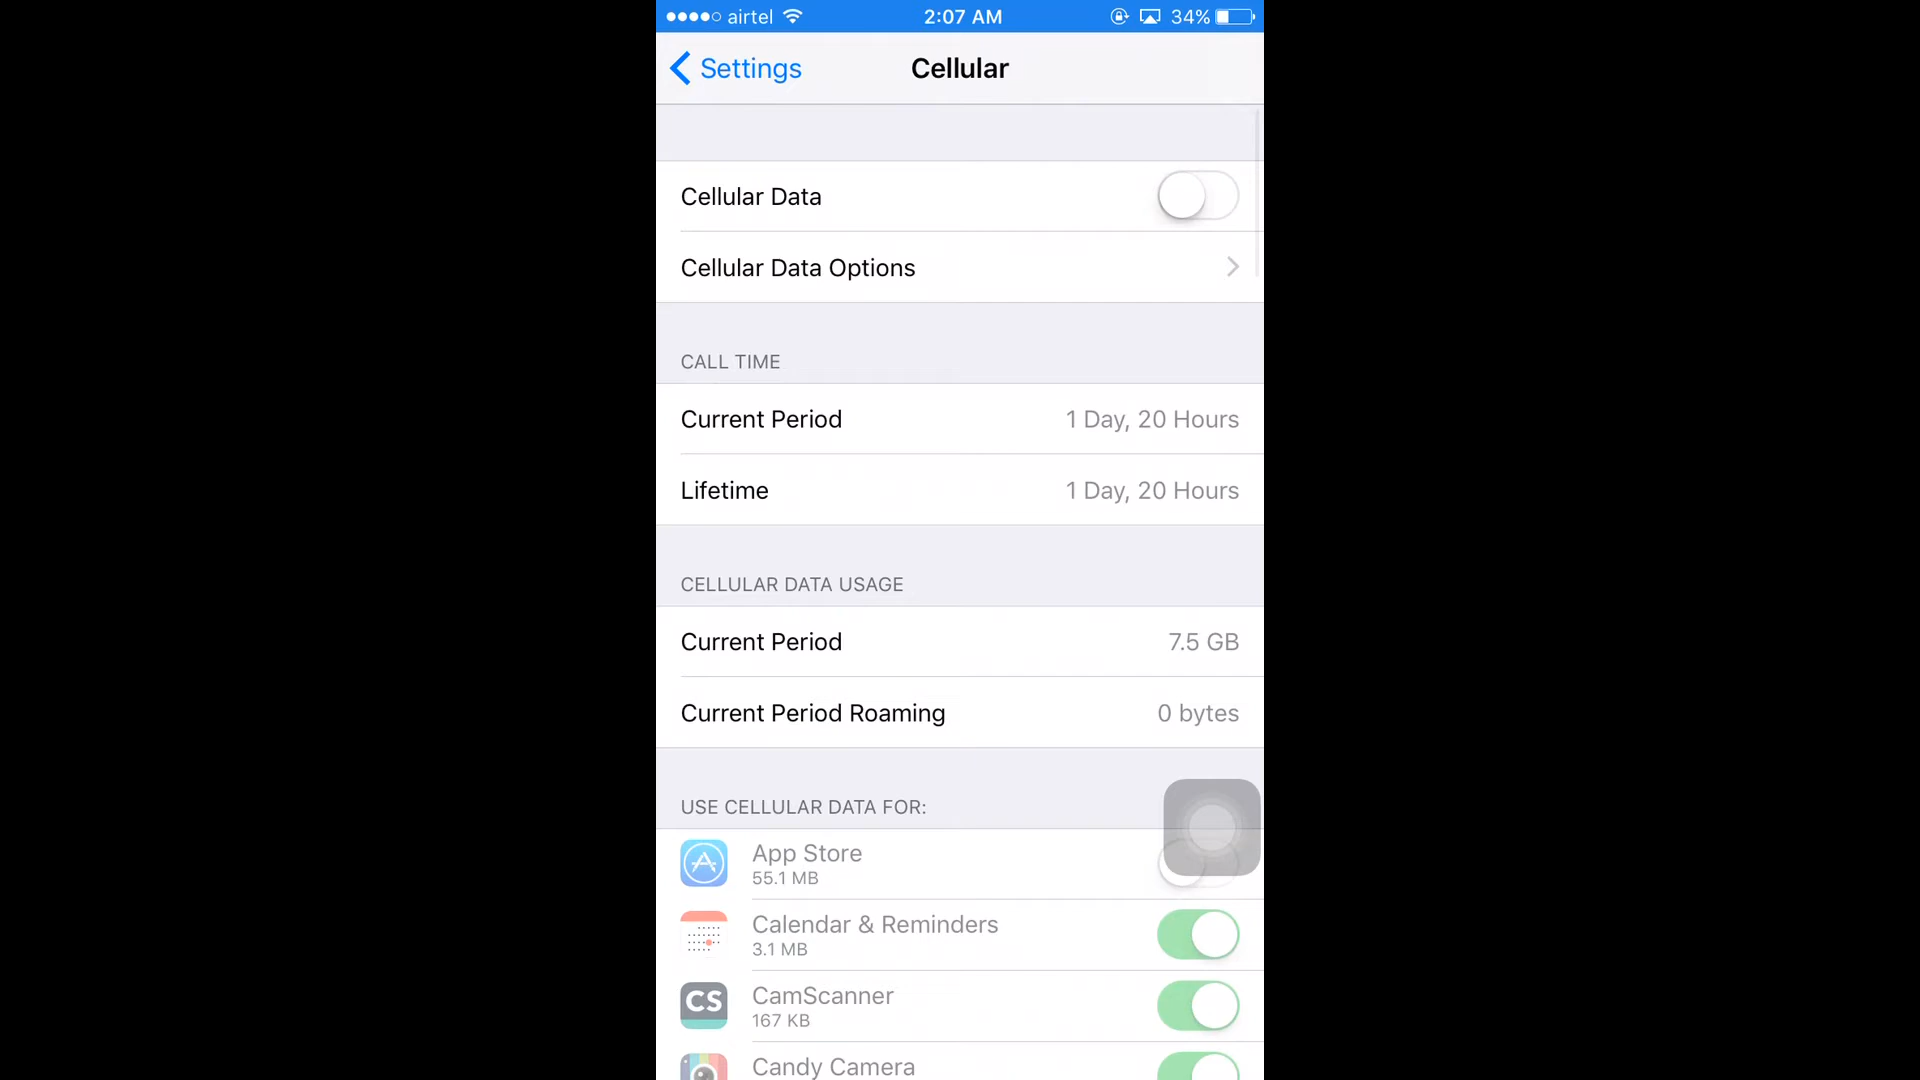 airtel 2:07 AM 34%
Settings Cellular
Cellular Data
Cellular Data Options
CALL TIME
Current Period 1 Day, 20 Hours
Lifetime 1 Day, 20 Hours
CELLULAR DATA USAGE
Current Period 7.5 GB
Current Period Roaming 0 bytes
USE CELLULAR DATA FOR:
App Store
55.1 MB
Calendar & Reminders
3.1 MB
CS CamScanner
167 KB
Candy Camera